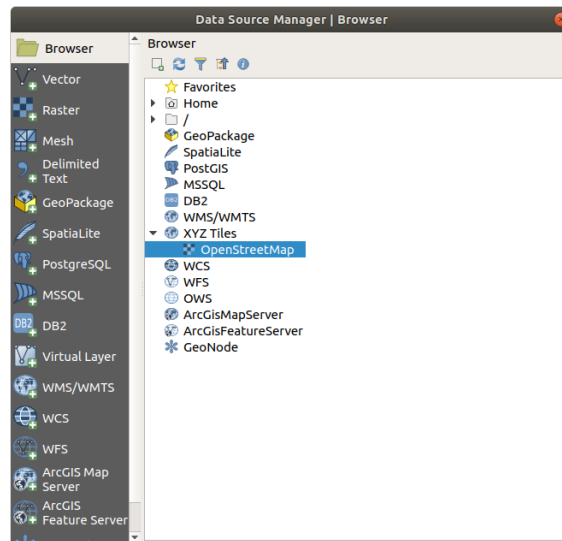 Data Source Manager | Browser
Browser
Vector
Raster
Mesh
Delimited
Text
GeoPackage
SpatiaLite
PostgreSQL
MSSQL
DB2
DB2
Virtual Layer
WMS/WMTS
WCS
WFS
ArcGIS Map
Server
ArcGIS
Feature Server
Browser
Favorites
Home
/
GeoPackage
SpatiaLite
PostGIS
MSSQL
DB2
DB2
WMS/WMTS
XYZ Tiles
OpenStreetMap
WCS
WFS
OWS
ArcGisMapServer
ArcGisFeatureServer
GeoNode